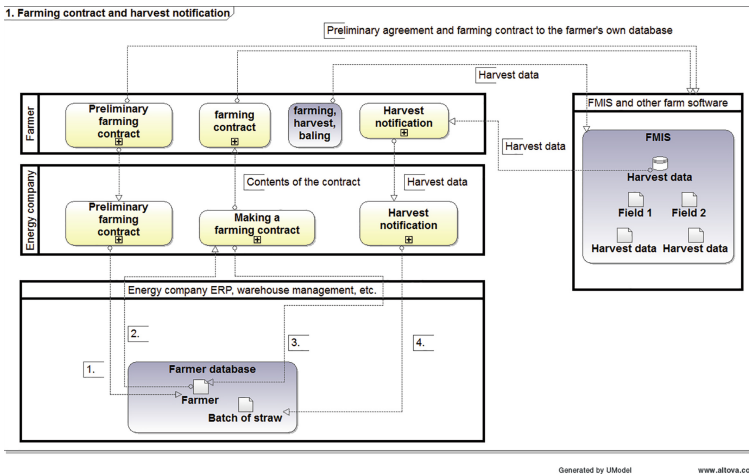 1. Farming contract and harvest notification
Preliminary agreement and farming contract to the farmer's own database
Harvest data
Farmer
Preliminary
farming
contract
farming
contract
farming,
harvest,
baling
Harvest
notification
Harvest data
FMIS and other farm software
FMIS
Harvest data
Field 1
Field 2
Harvest data
Harvest data
Energy company
Contents of the contract
Harvest data
Preliminary
farming
contract
Making a
farming contract
Harvest
notification
Energy company ERP, warehouse management, etc.
2.
3.
4.
1.
Farmer database
Farmer
Batch of straw
Generated by UModel
www.altova.co